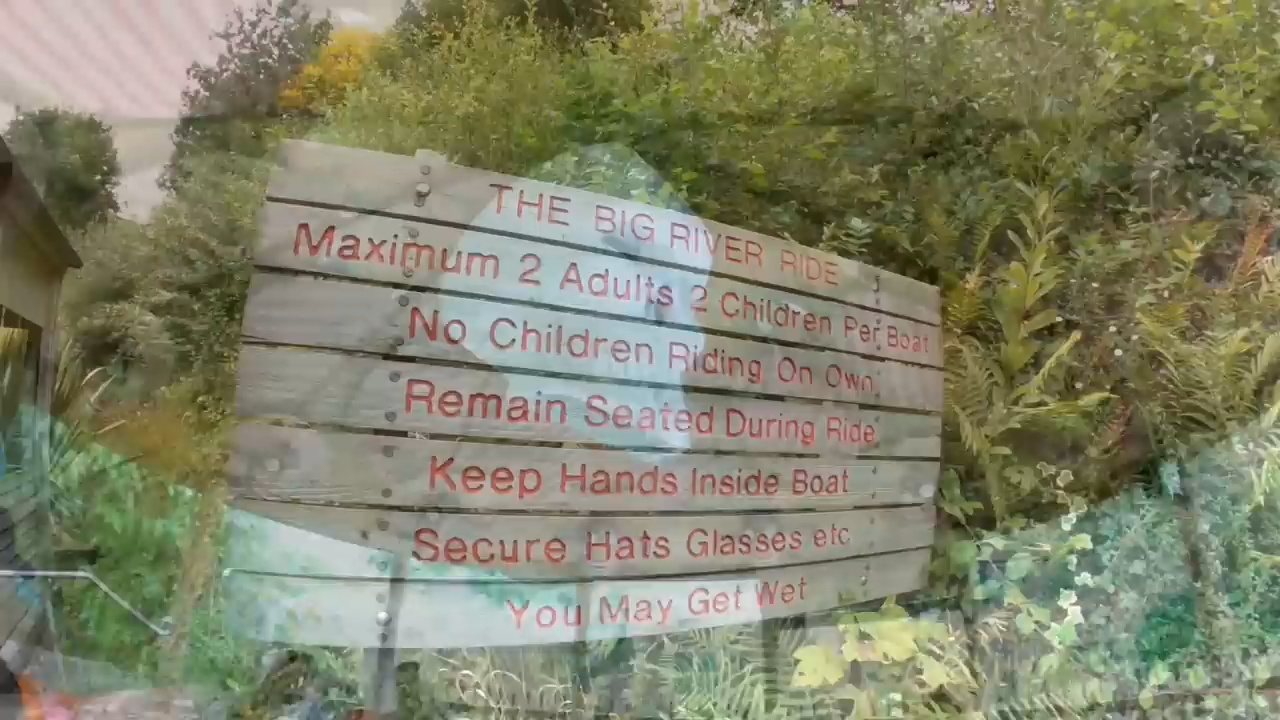 THE BIG RIVER RIDE
Maximum 2 Adults 2 Children Per Boat
No Children Riding On Own.
Remain Seated During Ride
Keep Hands Inside Boat
Secure Hats Glasses etc
You May Get Wet